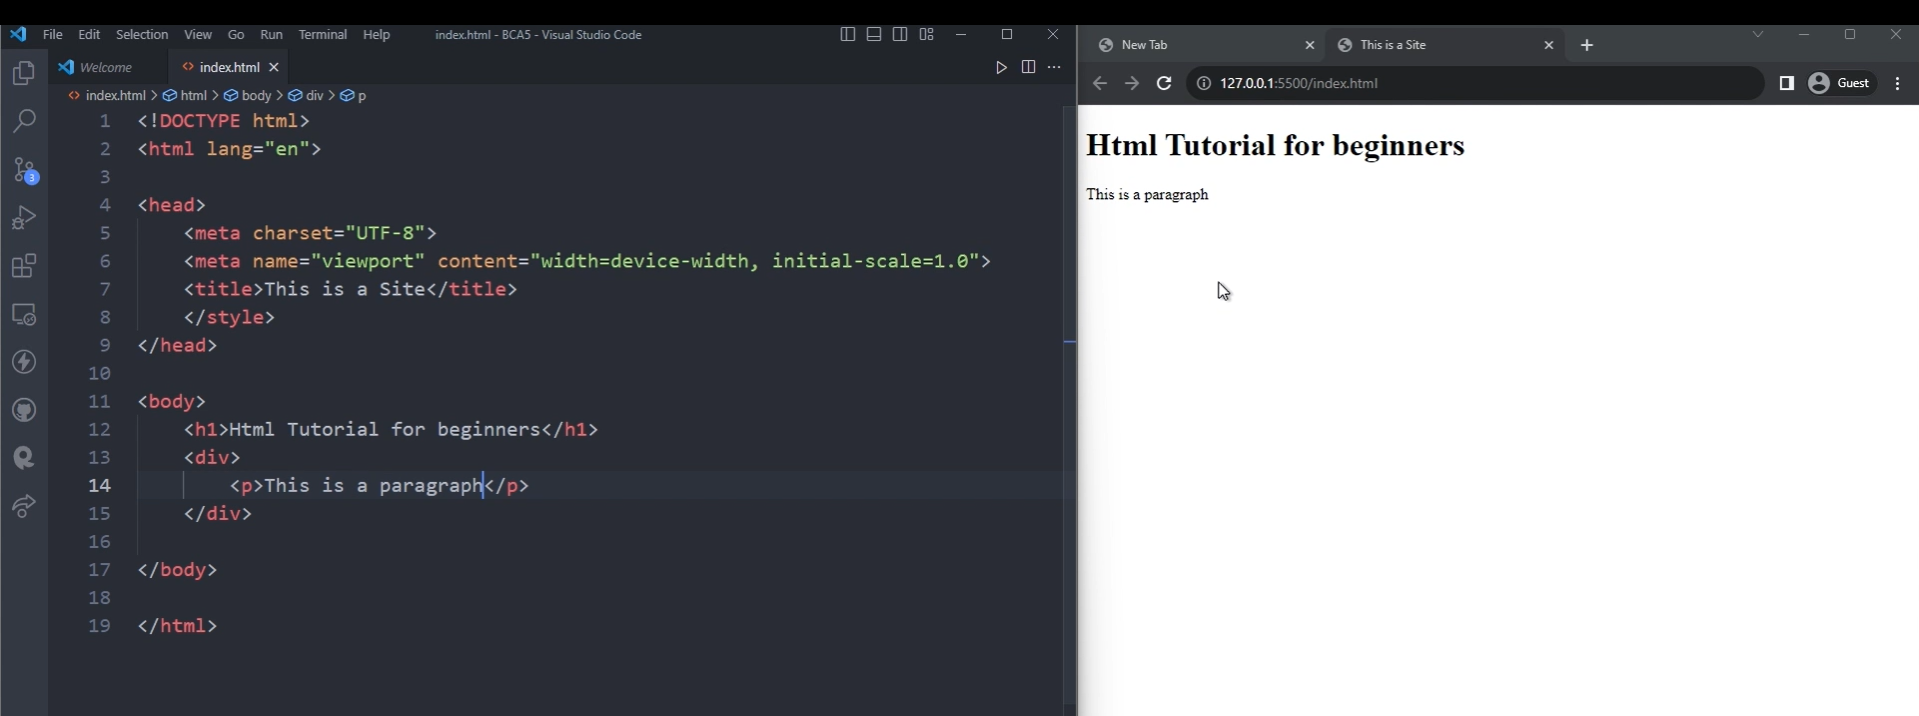 File Edit Selection View Go Run Terminal Help index.html - BCA5 - Visual Studio Code
Welcome index.html
index.html > html > body > div > p
1 <!DOCTYPE html>
2 <html lang="en">
3
4 <head>
5 <meta charset="UTF-8">
6 <meta name="viewport" content="width=device-width, initial-scale=1.0">
7 <title>This is a Site</title>
8 </style>
9 </head>
10
11 <body>
12 <h1>Html Tutorial for beginners</h1>
13 <div>
14 <p>This is a paragraph</p>
15 </div>
16
17 </body>
18
19 </html>
3
New Tab This is a Site
127.0.0.1:5500/index.html Guest
Html Tutorial for beginners
This is a paragraph